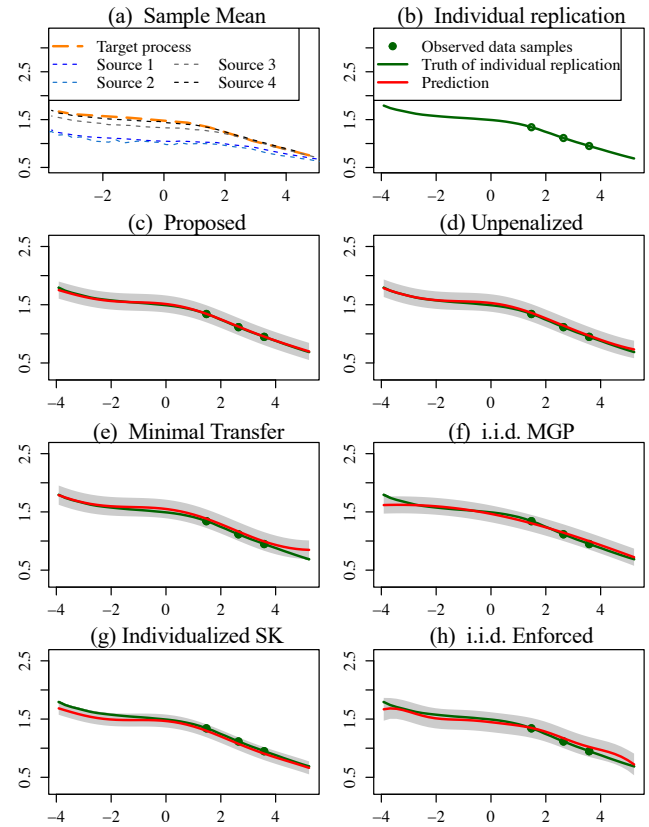 (a) Sample Mean
(b) Individual replication
2.5
1.5
0.5
Target process
Source 1
Source 3
Source 2
Source 4
−2 0 2 4
2.5
1.5
0.5
Observed data samples
Truth of individual replication
Prediction
−4 −2 0 2 4
(c) Proposed
(d) Unpenalized
2.5
1.5
0.5
−4 −2 0 2 4
2.5
1.5
0.5
−4 −2 0 2 4
(e) Minimal Transfer
(f) i.i.d. MGP
2.5
1.5
0.5
−4 −2 0 2 4
2.5
1.5
0.5
−4 −2 0 2 4
(g) Individualized SK
(h) i.i.d. Enforced
2.5
1.5
0.5
−4 −2 0 2 4
2.5
1.5
0.5
−4 −2 0 2 4